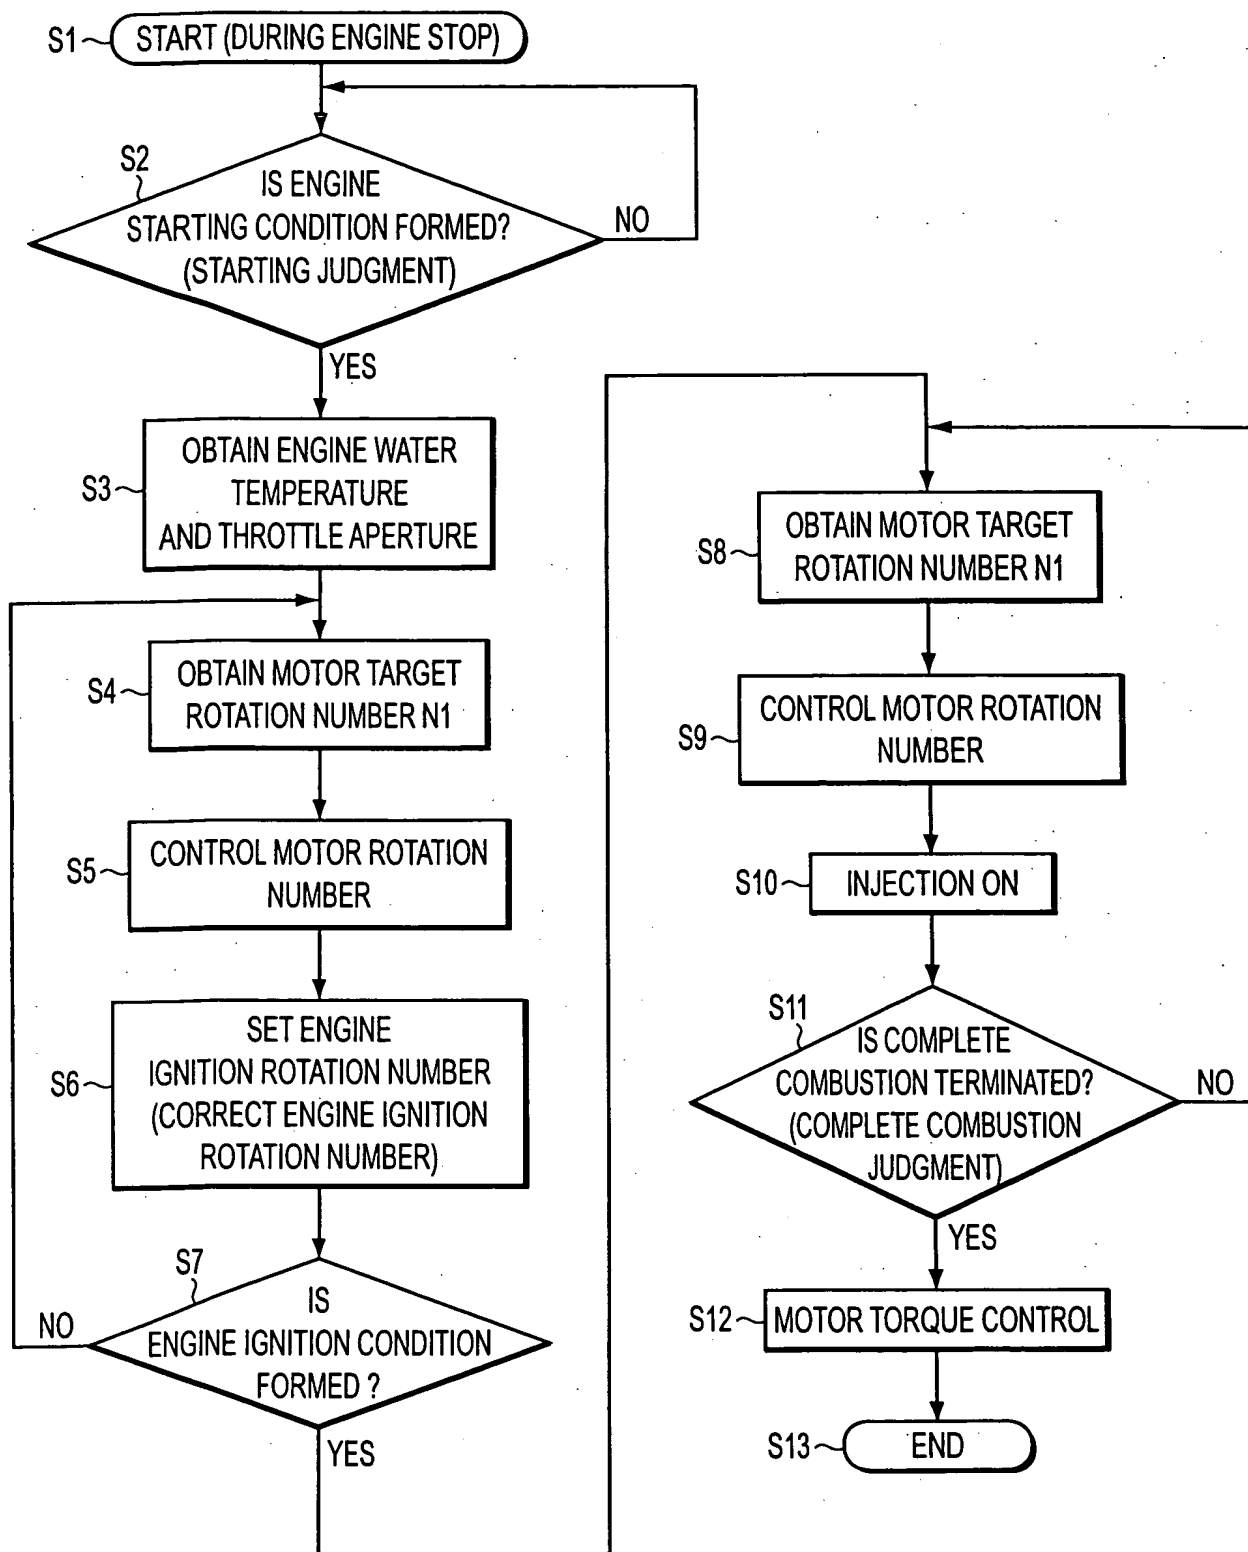 S1
START (DURING ENGINE STOP)
S2
IS ENGINE
STARTING CONDITION FORMED?
(STARTING JUDGMENT)
NO
YES
S3
OBTAIN ENGINE WATER
TEMPERATURE
AND THROTTLE APERTURE
S4
OBTAIN MOTOR TARGET
ROTATION NUMBER N1
S5
CONTROL MOTOR ROTATION
NUMBER
S6
SET ENGINE
IGNITION ROTATION NUMBER
(CORRECT ENGINE IGNITION
ROTATION NUMBER)
S7
IS
ENGINE IGNITION CONDITION
FORMED ?
NO
YES
S8
OBTAIN MOTOR TARGET
ROTATION NUMBER N1
S9
CONTROL MOTOR ROTATION
NUMBER
S10
INJECTION ON
S11
IS COMPLETE
COMBUSTION TERMINATED?
(COMPLETE COMBUSTION
JUDGMENT)
NO
YES
S12
MOTOR TORQUE CONTROL
S13
END